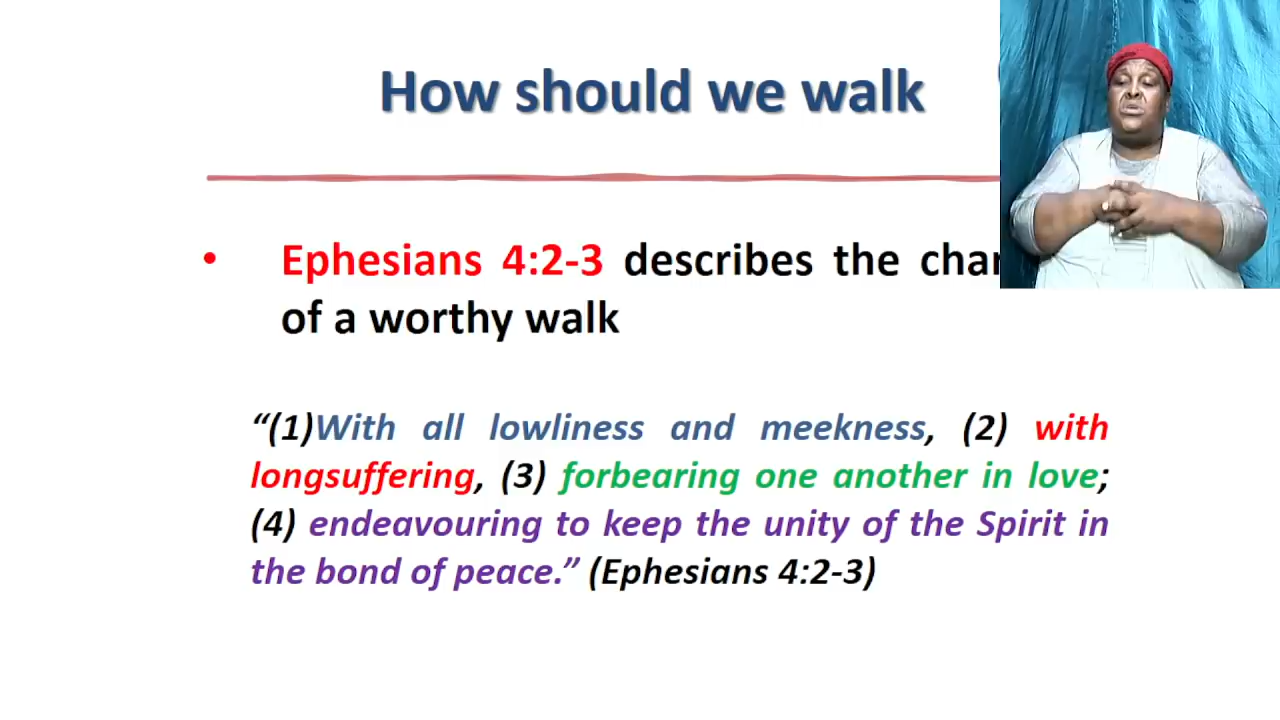 How should we walk
• Ephesians 4:2-3 describes the
of a worthy walk
“(1)With all lowliness and meekness, (2) with
longsuffering, (3) forbearing one another in love;
(4) endeavouring to keep the unity of the Spirit in
the bond of peace.” (Ephesians 4:2-3)